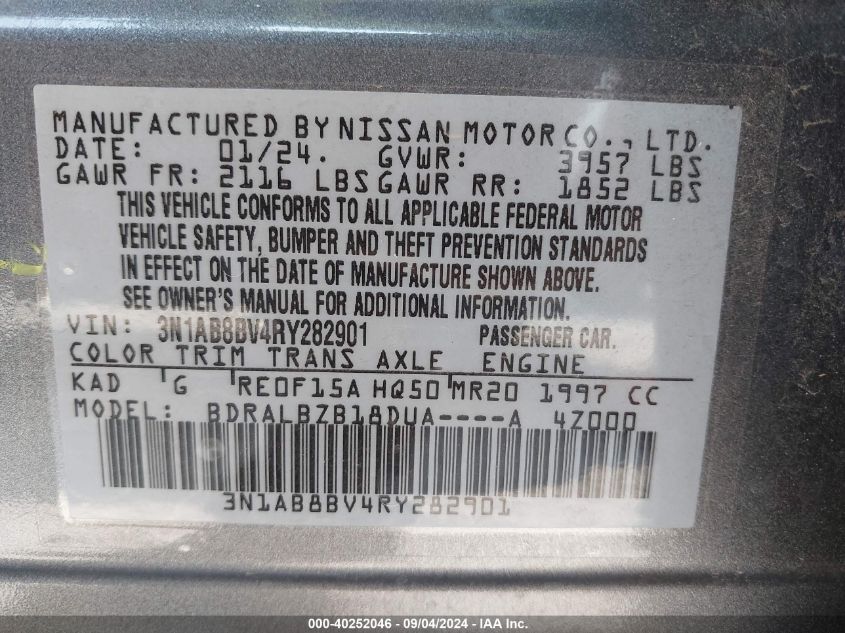 MANUFACTURED BY NISSAN MOTOR CO., LTD.
DATE: 01/24. GVWR: 3957 LBS
GAWR FR: 2116 LBS GAWR RR: 1852 LBS
THIS VEHICLE CONFORMS TO ALL APPLICABLE FEDERAL MOTOR
VEHICLE SAFETY, BUMPER AND THEFT PREVENTION STANDARDS
IN EFFECT ON THE DATE OF MANUFACTURE SHOWN ABOVE.
SEE OWNER'S MANUAL FOR ADDITIONAL INFORMATION.
VIN: 3N1AB8BV4RY282901 PASSENGER CAR.
COLOR TRIM TRANS AXLE ENGINE
KAD G RE0F15A HQ50 MR20 1997 CC
MODEL: BDRALBZB18DUA----A 4Z000
3N1AB8BV4RY282901
000-40252046 - 09/04/2024 - IAA Inc.